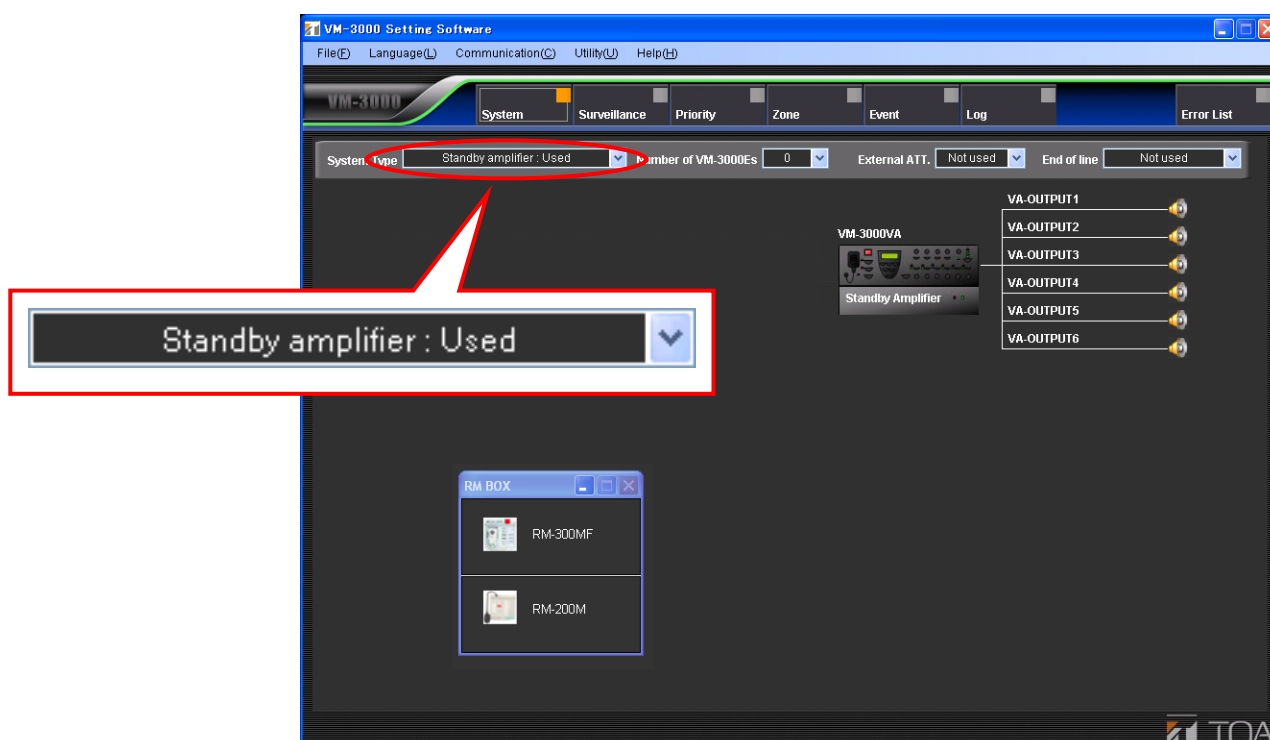 VM-3000 Setting Software
File(F) Language(L) Communication(C) Utility(U) Help(H)
VM-3000 System Surveillance Priority Zone Event Log Error List
System Type Standby amplifier : Used Number of VM-3000Es 0 External ATT. Not used End of line Not used
VA-OUTPUT1
VM-3000VA VA-OUTPUT2
VA-OUTPUT3
VA-OUTPUT4
Standby Amplifier
VA-OUTPUT5
VA-OUTPUT6
Standby amplifier : Used
RM BOX
RM-300MF
RM-200M
TOA